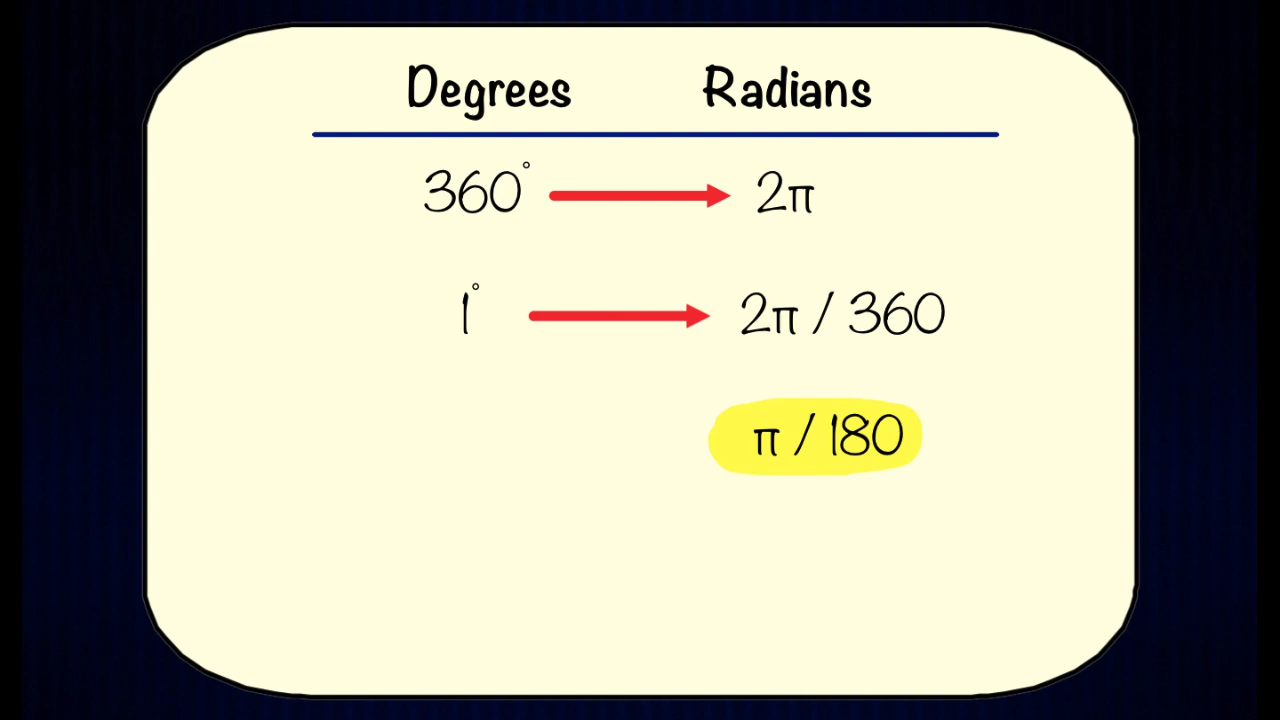 Degrees Radians
360° 2π
1° 2π / 360
π / 180